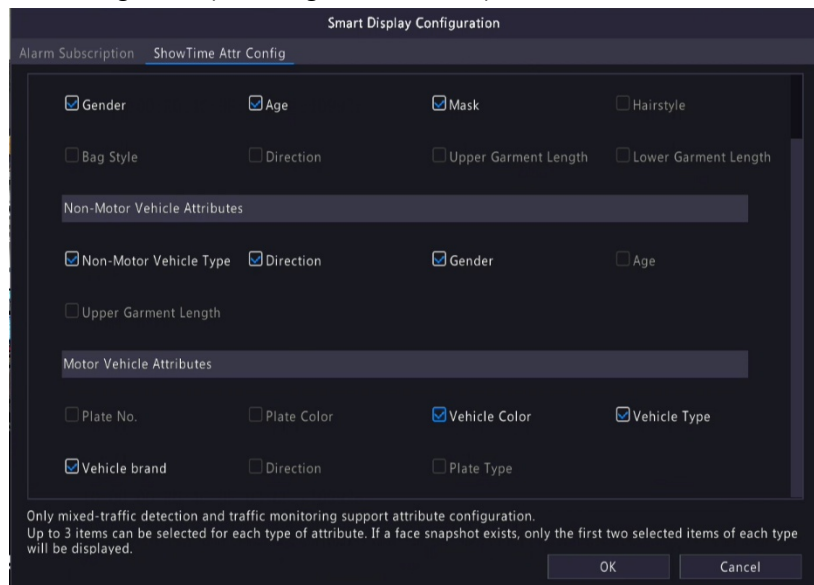 Smart Display Configuration
Alarm Subscription ShowTime Attr Config
Gender Age Mask Hairstyle
Bag Style Direction Upper Garment Length Lower Garment Length
Non-Motor Vehicle Attributes
Non-Motor Vehicle Type Direction Gender Age
Upper Garment Length
Motor Vehicle Attributes
Plate No. Plate Color Vehicle Color Vehicle Type
Vehicle brand Direction Plate Type
Only mixed-traffic detection and traffic monitoring support attribute configuration.
Up to 3 items can be selected for each type of attribute. If a face snapshot exists, only the first two selected items of each type
will be displayed.
OK Cancel